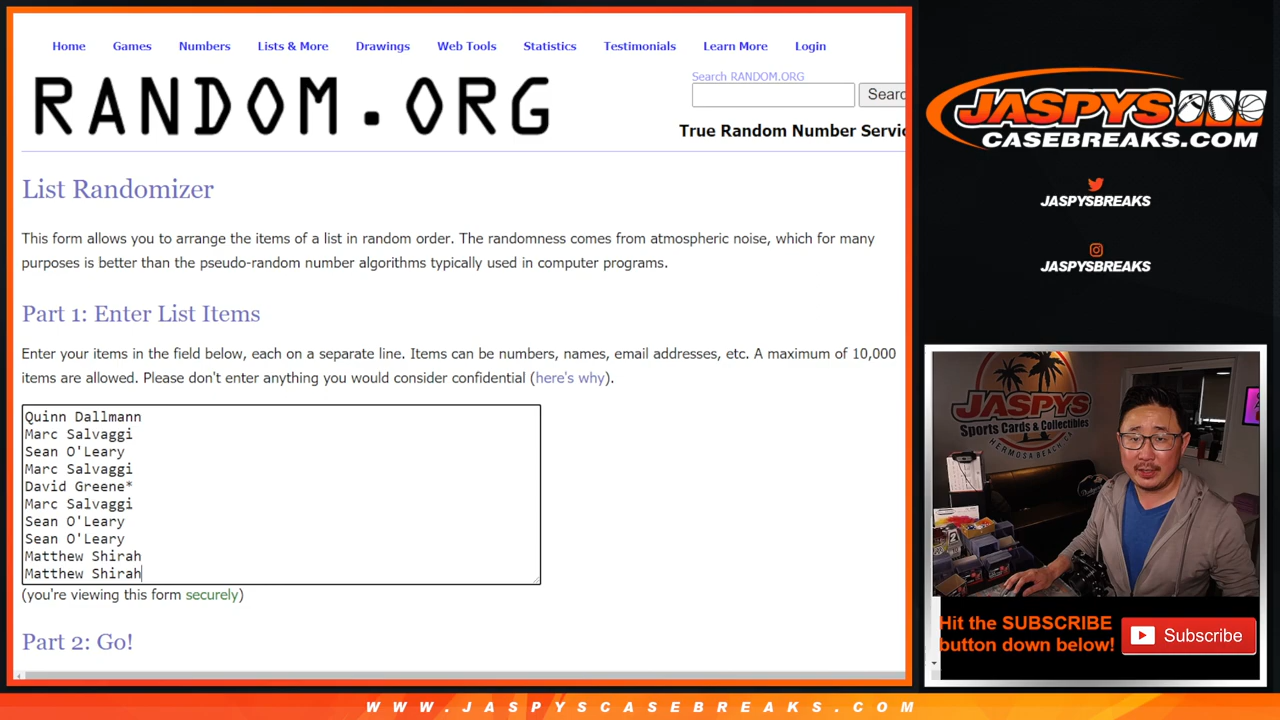 Home Games Numbers Lists & More Drawings Web Tools Statistics Testimonials Learn More Login
RANDOM.ORG
Search RANDOM.ORG
Searc
True Random Number Servic
List Randomizer
This form allows you to arrange the items of a list in random order. The randomness comes from atmospheric noise, which for many
purposes is better than the pseudo-random number algorithms typically used in computer programs.
Part 1: Enter List Items
Enter your items in the field below, each on a separate line. Items can be numbers, names, email addresses, etc. A maximum of 10,000
items are allowed. Please don't enter anything you would consider confidential (here's why).
Quinn Dallmann
Marc Salvaggi
Sean O'Leary
Marc Salvaggi
David Greene*
Marc Salvaggi
Sean O'Leary
Sean O'Leary
Matthew Shirah
Matthew Shirah
(you're viewing this form securely)
Part 2: Go!
JASPYS
CASEBREAKS.COM
JASPYSBREAKS
JASPYSBREAKS
JASPYS
Sports Cards & Collectibles
HERMOSA BEACH CA
Hit the SUBSCRIBE
button down below!
Subscribe
WWW.JASPYSCASEBREAKS.COM